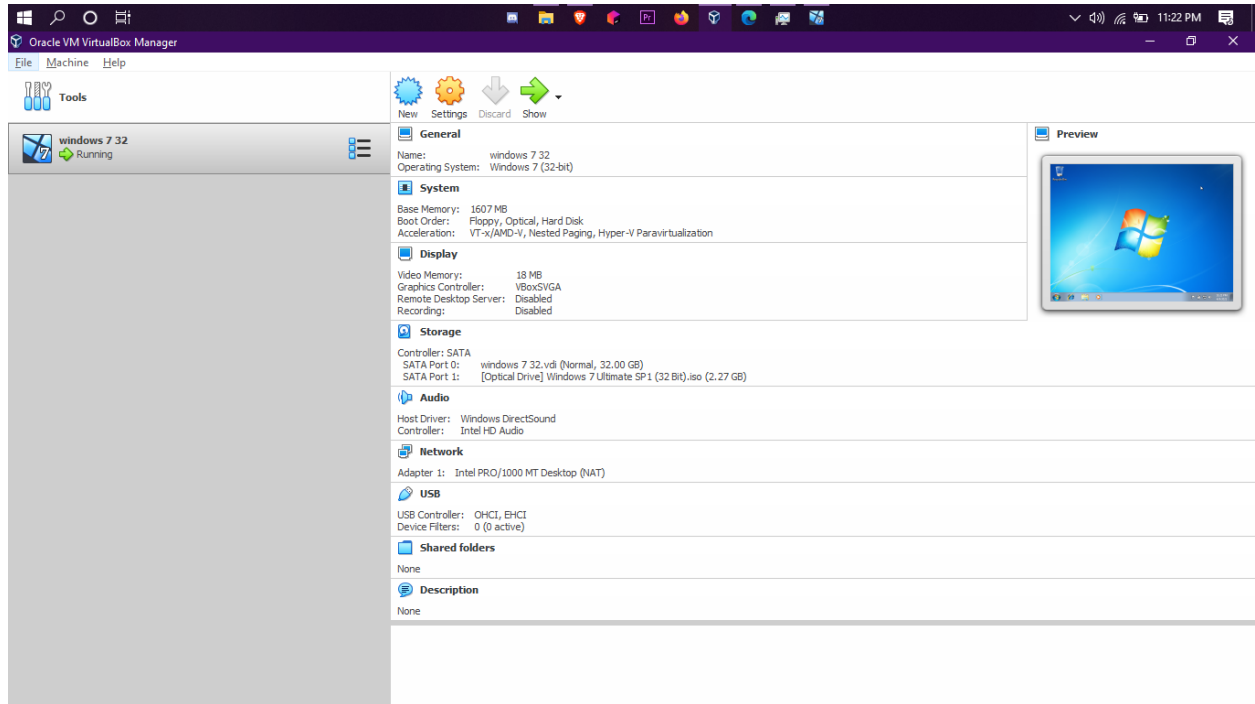 11:22 PM
Oracle VM VirtualBox Manager
File Machine Help
Tools
windows 7 32
Running
New Settings Discard Show
General
Name: windows 7 32
Operating System: Windows 7 (32-bit)
System
Base Memory: 1607 MB
Boot Order: Floppy, Optical, Hard Disk
Acceleration: VT-x/AMD-V, Nested Paging, Hyper-V Paravirtualization
Display
Video Memory: 18 MB
Graphics Controller: VBoxSVGA
Remote Desktop Server: Disabled
Recording: Disabled
Storage
Controller: SATA
SATA Port 0: windows 7 32.vdi (Normal, 32.00 GB)
SATA Port 1: [Optical Drive] Windows 7 Ultimate SP1 (32 Bit).iso (2.27 GB)
Audio
Host Driver: Windows DirectSound
Controller: Intel HD Audio
Network
Adapter 1: Intel PRO/1000 MT Desktop (NAT)
USB
USB Controller: OHCI, EHCI
Device Filters: 0 (0 active)
Shared folders
None
Description
None
Preview